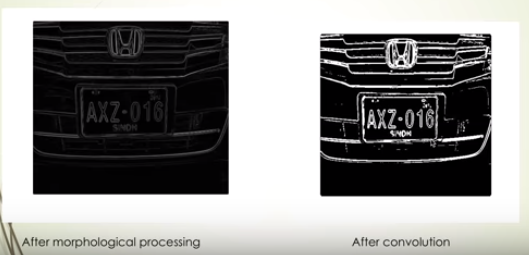 AXZ-016
SINDH
AXZ-016
SINDH
After morphological processing
After convolution